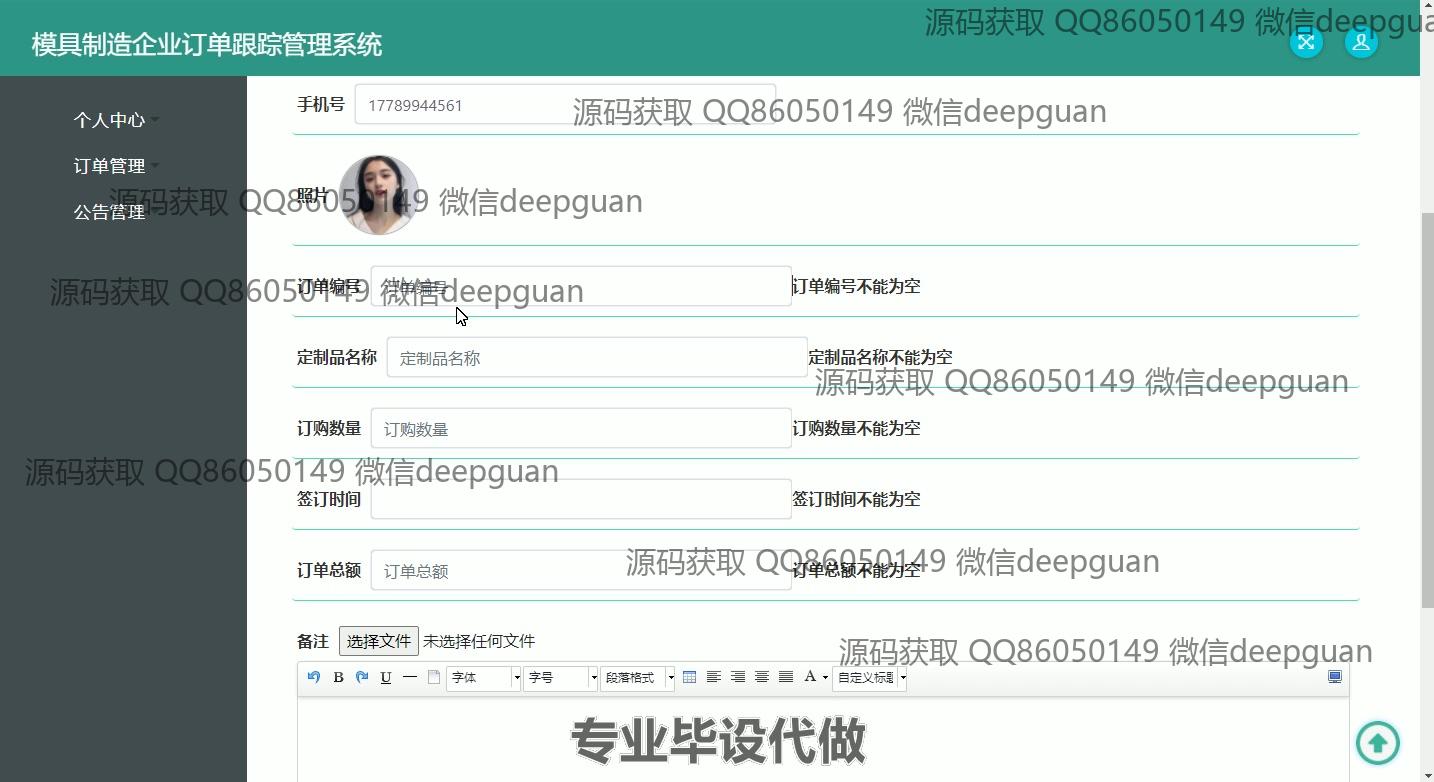 源码获取 QQ86050149 微信deepgua
模具制造企业订单跟踪管理系统
个人中心
手机号 17789944561
源码获取 QQ86050149 微信deepguan
订单管理
照片
源码获取 QQ86050149 微信deepguan
公告管理
订单编号 订单编号 订单编号不能为空
源码获取 QQ86050149 微信deepguan
定制品名称 定制品名称 定制品名称不能为空
源码获取 QQ86050149 微信deepguan
订购数量 订购数量 订购数量不能为空
源码获取 QQ86050149 微信deepguan
签订时间 签订时间不能为空
源码获取 QQ86050149 微信deepguan
订单总额 订单总额 订单总额不能为空
备注 选择文件 未选择任何文件
源码获取 QQ86050149 微信deepguan
B U 字体 字号 段落格式 A 自定义标题
专业毕设代做